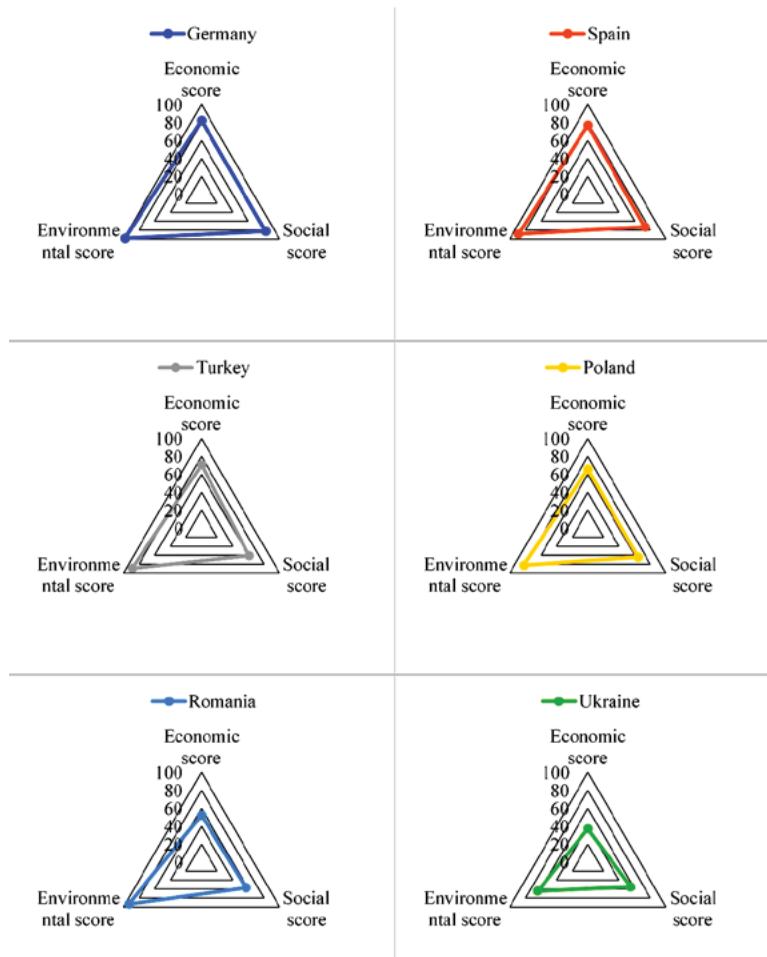 Germany
Economic
score
100
80
60
40
20
0
Environme
ntal score
Social
score
Spain
Economic
score
100
80
60
40
20
0
Environme
ntal score
Social
score
Turkey
Economic
score
100
80
60
40
20
0
Environme
ntal score
Social
score
Poland
Economic
score
100
80
60
40
20
0
Environme
ntal score
Social
score
Romania
Economic
score
100
80
60
40
20
0
Environme
ntal score
Social
score
Ukraine
Economic
score
100
80
60
40
20
0
Environme
ntal score
Social
score